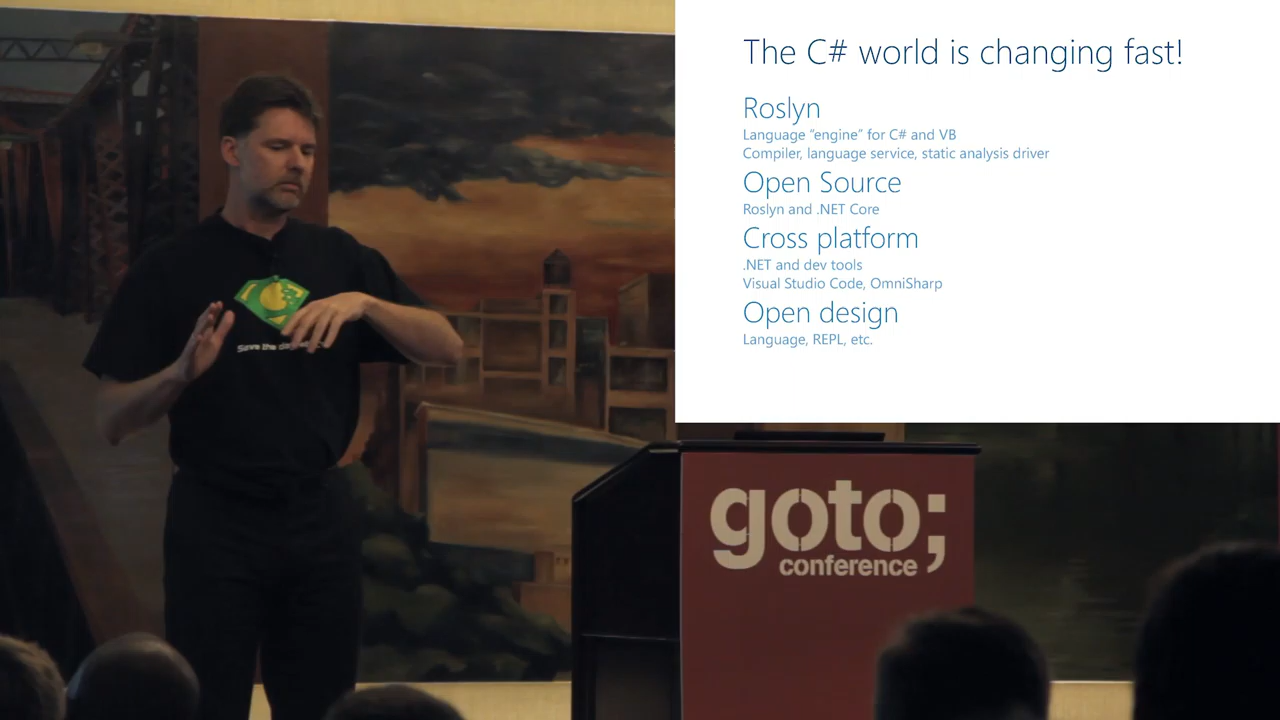 The C# world is changing fast!
Roslyn
Language “engine” for C# and VB
Compiler, language service, static analysis driver
Open Source
Roslyn and .NET Core
Cross platform
.NET and dev tools
Visual Studio Code, OmniSharp
Open design
Language, REPL, etc.
Save the
goto;
conference